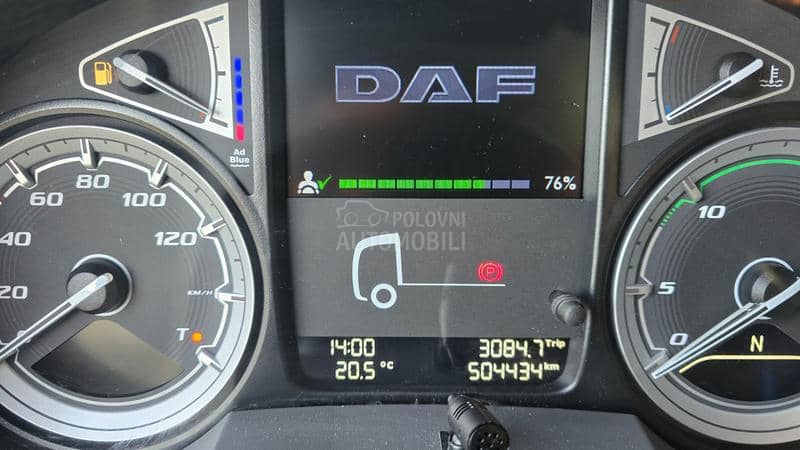 DAF
Ad
Blue
76%
POLOVNI
AUTOMOBILI
20
40
60
80
100
120
KM/H
T
P
14:00
3084.7 Trip
20.5 °C
504434 km
0
5
10
N